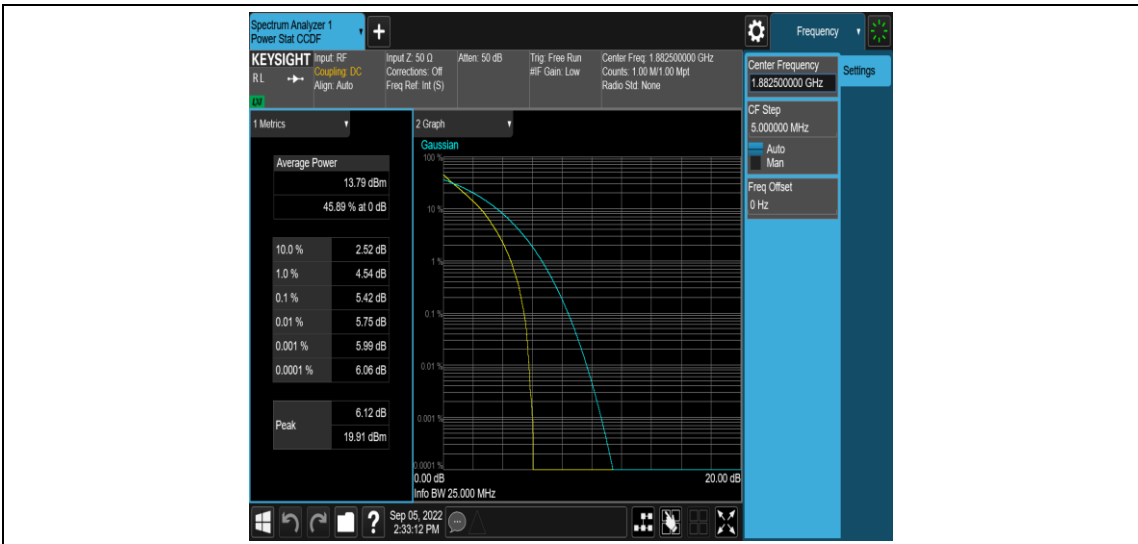 Spectrum Analyzer 1
Power Stat CCDF
+
Frequency
KEYSIGHT
RL
LXI
Input: RF
Coupling: DC
Align: Auto
Input Z: 50 Ω
Corrections: Off
Freq Ref: Int (S)
Atten: 50 dB
Trig: Free Run
#IF Gain: Low
Center Freq: 1.882500000 GHz
Counts: 1.00 M/1.00 Mpt
Radio Std: None
Center Frequency
1.882500000 GHz
Settings
CF Step
5.000000 MHz
Auto
Man
Freq Offset
0 Hz
1 Metrics
Average Power
13.79 dBm
45.89 % at 0 dB
10.0 % 2.52 dB
1.0 % 4.54 dB
0.1 % 5.42 dB
0.01 % 5.75 dB
0.001 % 5.99 dB
0.0001 % 6.06 dB
Peak 6.12 dB
19.91 dBm
2 Graph
Gaussian
100 %
10 %
1 %
0.1 %
0.01 %
0.001 %
0.0001 %
0.00 dB 20.00 dB
Info BW 25.000 MHz
?
Sep 05, 2022
2:33:12 PM